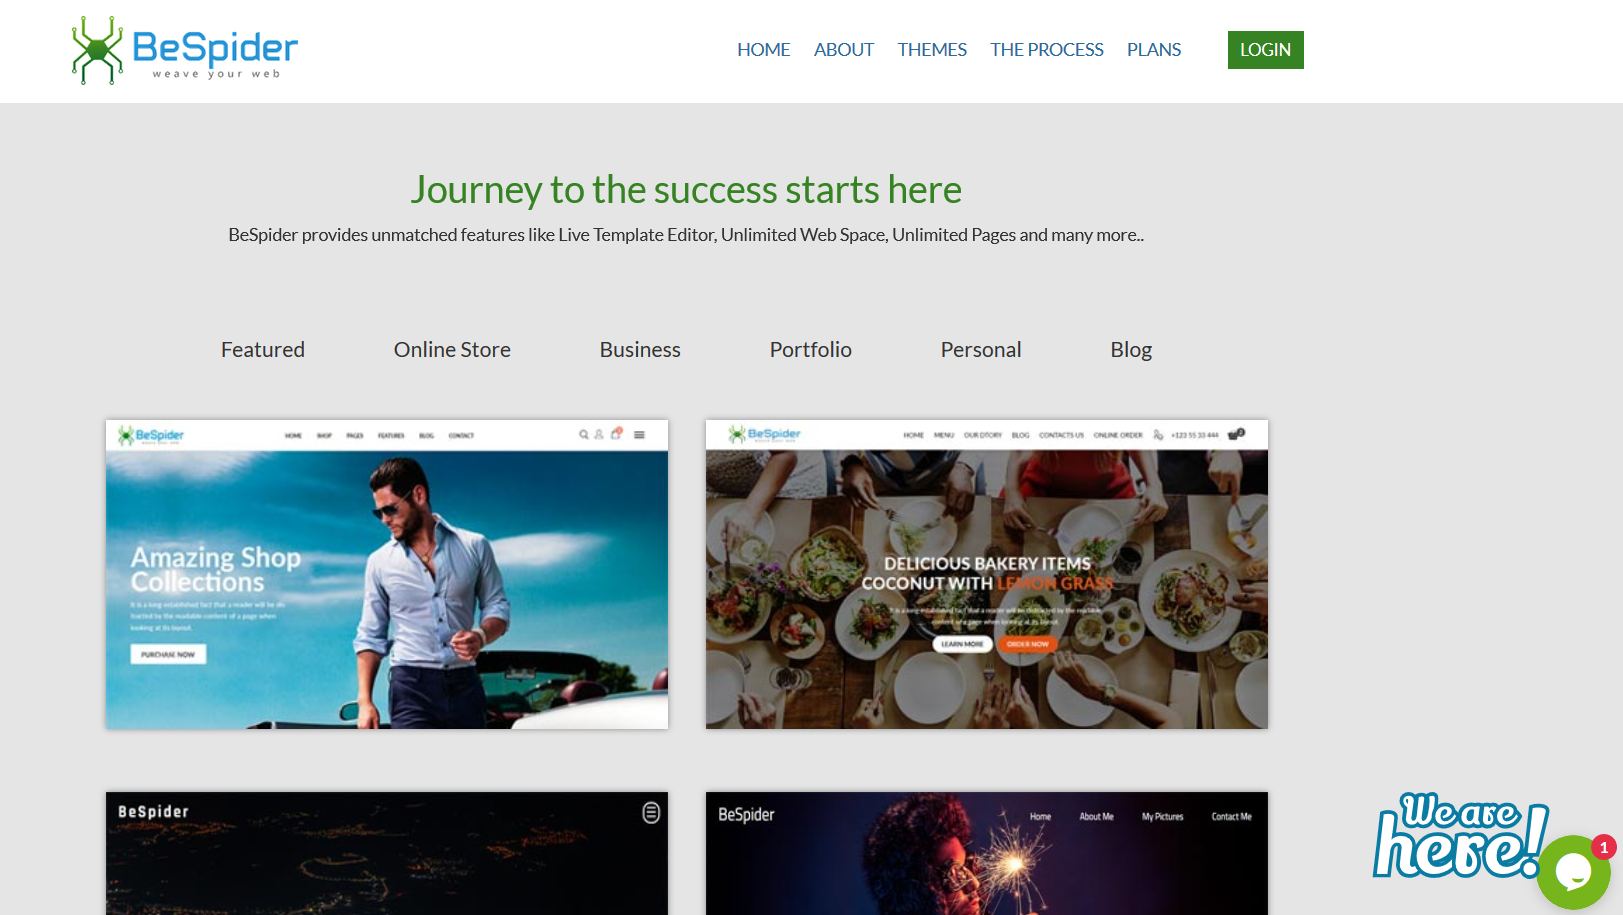 BeSpider
weave your web
HOME ABOUT THEMES THE PROCESS PLANS LOGIN
Journey to the success starts here
BeSpider provides unmatched features like Live Template Editor, Unlimited Web Space, Unlimited Pages and many more..
Featured Online Store Business Portfolio Personal Blog
BeSpider
HOME SHOP PAGES FEATURES BLOG CONTACT
Amazing Shop
Collections
It is a long established fact that a reader will be dis
tracted by the readable content of a page when
looking at its layout.
PURCHASE NOW
BeSpider
HOME MENU OUR DTORY BLOG CONTACTS US ONLINE ORDER +123 55 33 444 2
DELICIOUS BAKERY ITEMS
COCONUT WITH LEMON GRASS
It is a long established fact that a reader will be distracted by the readable
content of a page when looking at its layout.
LEARN MORE ORDER NOW
BeSpider
BeSpider
Home About Me My Pictures Contact Me
We are
here!
1